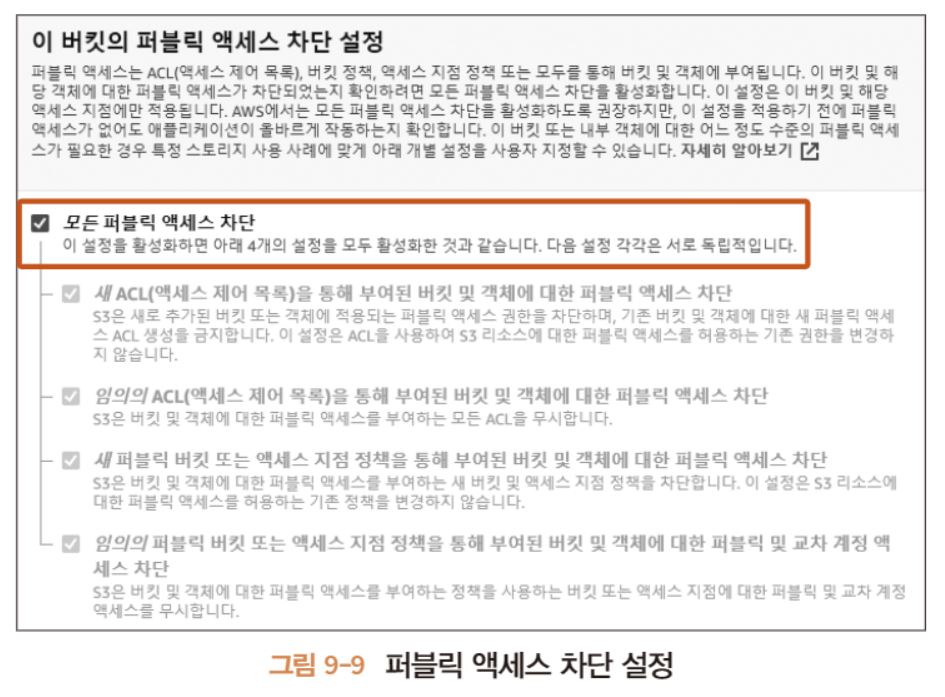 이 버킷의 퍼블릭 액세스 차단 설정
퍼블릭 액세스는 ACL(액세스 제어 목록), 버킷 정책, 액세스 지점 정책 또는 모두를 통해 버킷 및 객체에 부여됩니다. 이 버킷 및 해
당 객체에 대한 퍼블릭 액세스가 차단되었는지 확인하려면 모든 퍼블릭 액세스 차단을 활성화합니다. 이 설정은 이 버킷 및 해당
액세스 지점에만 적용됩니다. AWS에서는 모든 퍼블릭 액세스 차단을 활성화하도록 권장하지만, 이 설정을 적용하기 전에 퍼블릭
액세스가 없어도 애플리케이션이 올바르게 작동하는지 확인합니다. 이 버킷 또는 내부 객체에 대한 어느 정도 수준의 퍼블릭 액세
스가 필요한 경우 특정 스토리지 사용 사례에 맞게 아래 개별 설정을 사용자 지정할 수 있습니다. 자세히 알아보기
모든 퍼블릭 액세스 차단
이 설정을 활성화하면 아래 4개의 설정을 모두 활성화한 것과 같습니다. 다음 설정 각각은 서로 독립적입니다.
새 ACL(액세스 제어 목록)을 통해 부여된 버킷 및 객체에 대한 퍼블릭 액세스 차단
S3은 새로 추가된 버킷 또는 객체에 적용되는 퍼블릭 액세스 권한을 차단하며, 기존 버킷 및 객체에 대한 새 퍼블릭 액세
스 ACL 생성을 금지합니다. 이 설정은 ACL을 사용하여 S3 리소스에 대한 퍼블릭 액세스를 허용하는 기존 권한을 변경하
지 않습니다.
임의의 ACL(액세스 제어 목록)을 통해 부여된 버킷 및 객체에 대한 퍼블릭 액세스 차단
S3은 버킷 및 객체에 대한 퍼블릭 액세스를 부여하는 모든 ACL을 무시합니다.
새 퍼블릭 버킷 또는 액세스 지점 정책을 통해 부여된 버킷 및 객체에 대한 퍼블릭 액세스 차단
S3은 버킷 및 객체에 대한 퍼블릭 액세스를 부여하는 새 버킷 및 액세스 지점 정책을 차단합니다. 이 설정은 S3 리소스에
대한 퍼블릭 액세스를 허용하는 기존 정책을 변경하지 않습니다.
임의의 퍼블릭 버킷 또는 액세스 지점 정책을 통해 부여된 버킷 및 객체에 대한 퍼블릭 및 교차 계정 액
세스 차단
S3은 버킷 및 객체에 대한 퍼블릭 액세스를 부여하는 정책을 사용하는 버킷 또는 액세스 지점에 대한 퍼블릭 및 교차 계정
액세스를 무시합니다.
그림 9-9 퍼블릭 액세스 차단 설정